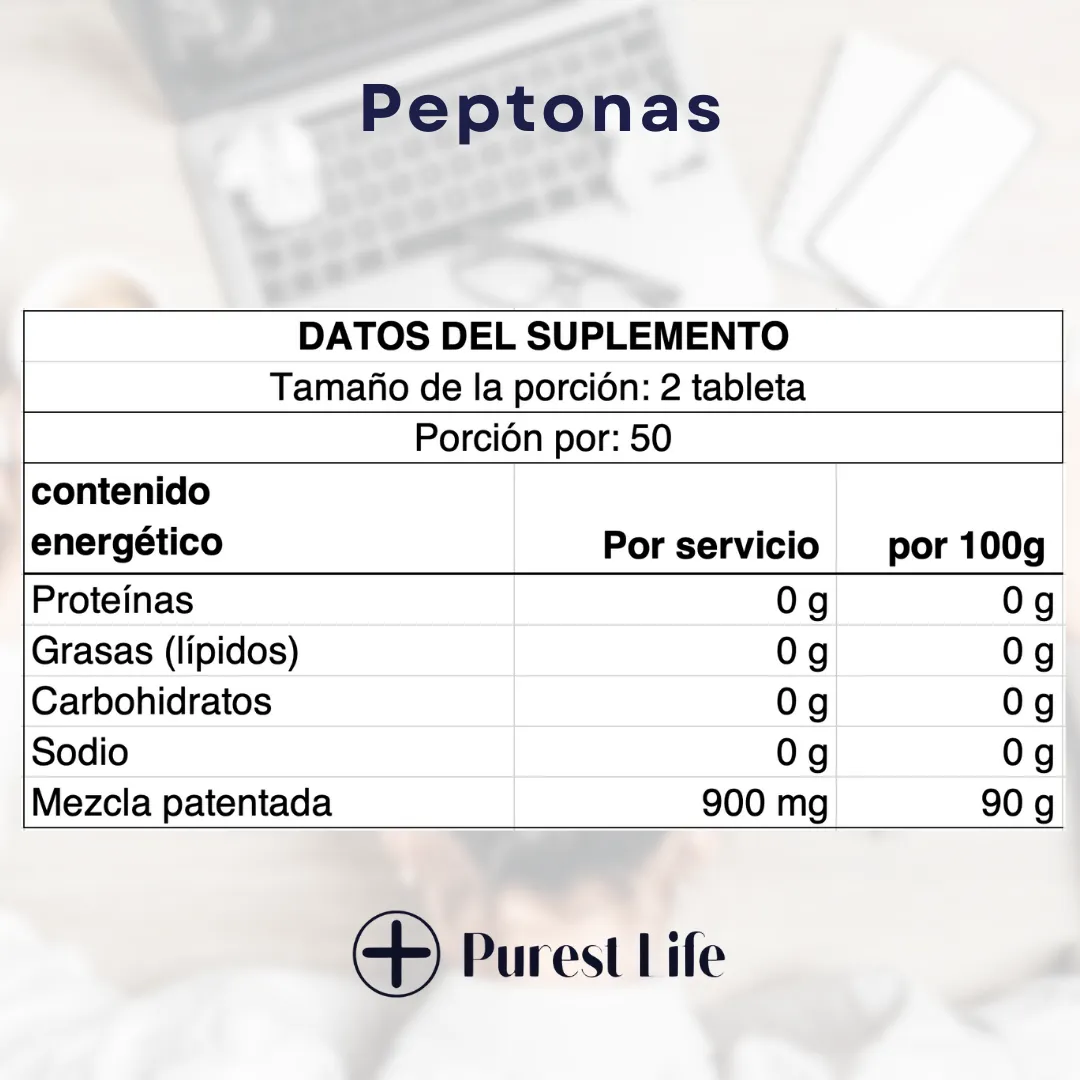 Peptonas
DATOS DEL SUPLEMENTO
Tamaño de la porción: 2 tableta
Porción por: 50
contenido
energético Por servicio por 100g
Proteínas 0 g 0 g
Grasas (lípidos) 0 g 0 g
Carbohidratos 0 g 0 g
Sodio 0 g 0 g
Mezcla patentada 900 mg 90 g
Purest Life